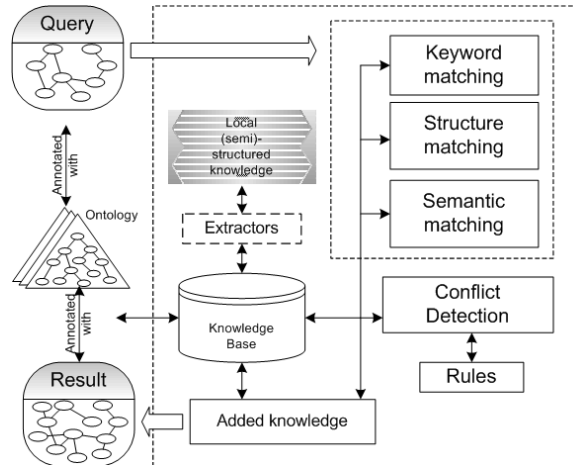 Query
Keyword
matching
Local
(semi)-
structured
knowledge
Structure
matching
Annotated
with
Semantic
matching
Ontology
Extractors
Conflict
Detection
Knowledge
Base
Annotated
with
Result
Rules
Added knowledge